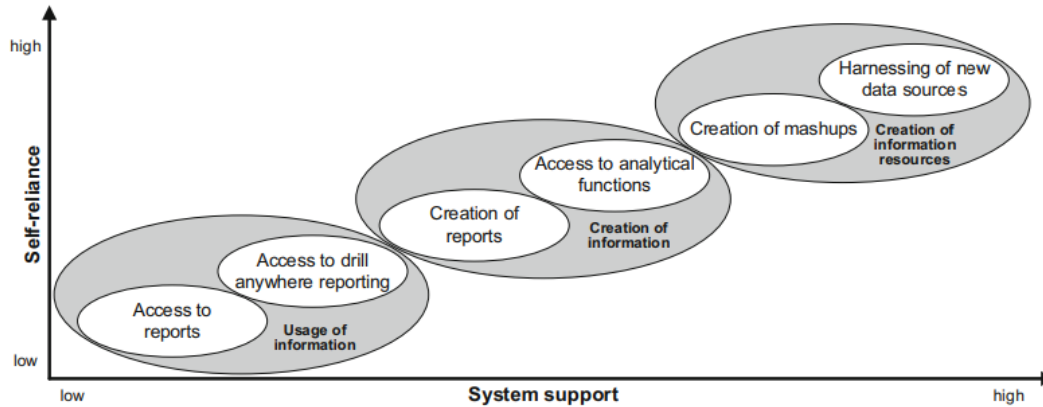 high
Harnessing of new
data sources
Creation of mashups
Creation of
information
resources
Access to analytical
functions
Creation of
reports
Creation of
information
Self-reliance
Access to drill
anywhere reporting
Access to
reports
Usage of
information
low
low
System support
high